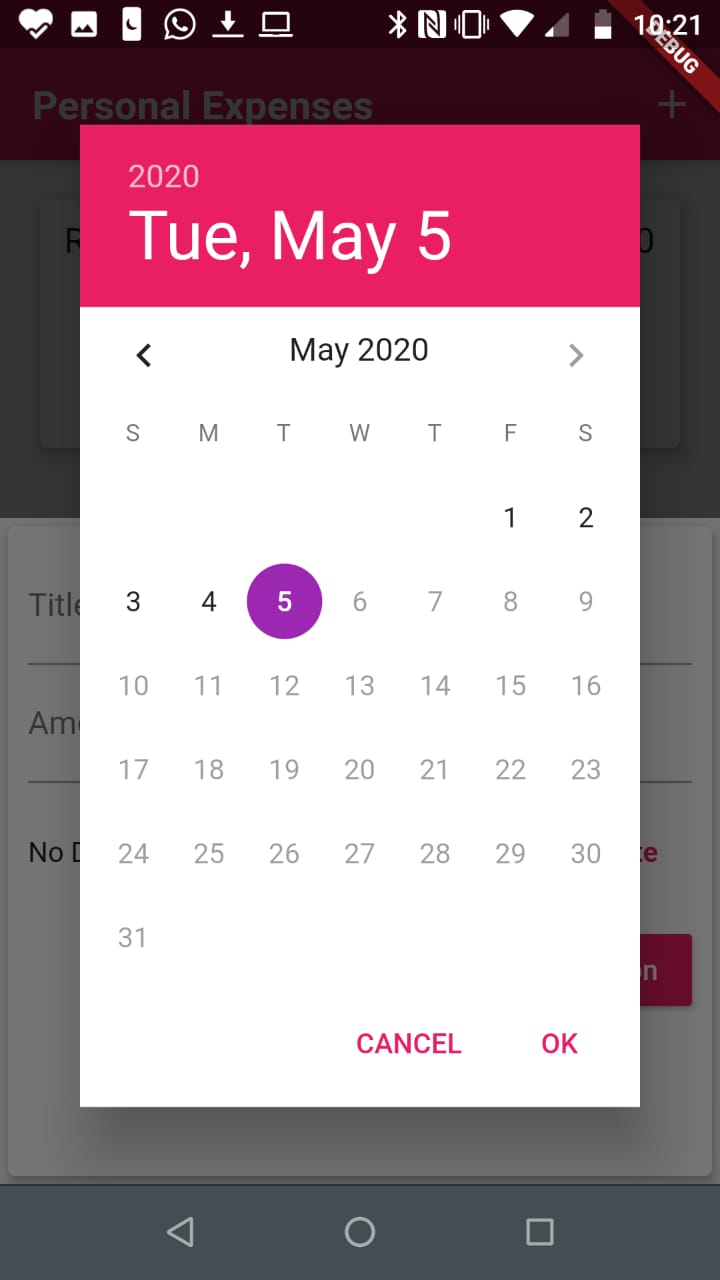 10:21
DEBUG
Personal Expenses
2020
Tue, May 5
May 2020
S M T W T F S
1 2
3 4 5 6 7 8 9
10 11 12 13 14 15 16
17 18 19 20 21 22 23
24 25 26 27 28 29 30
31
CANCEL OK